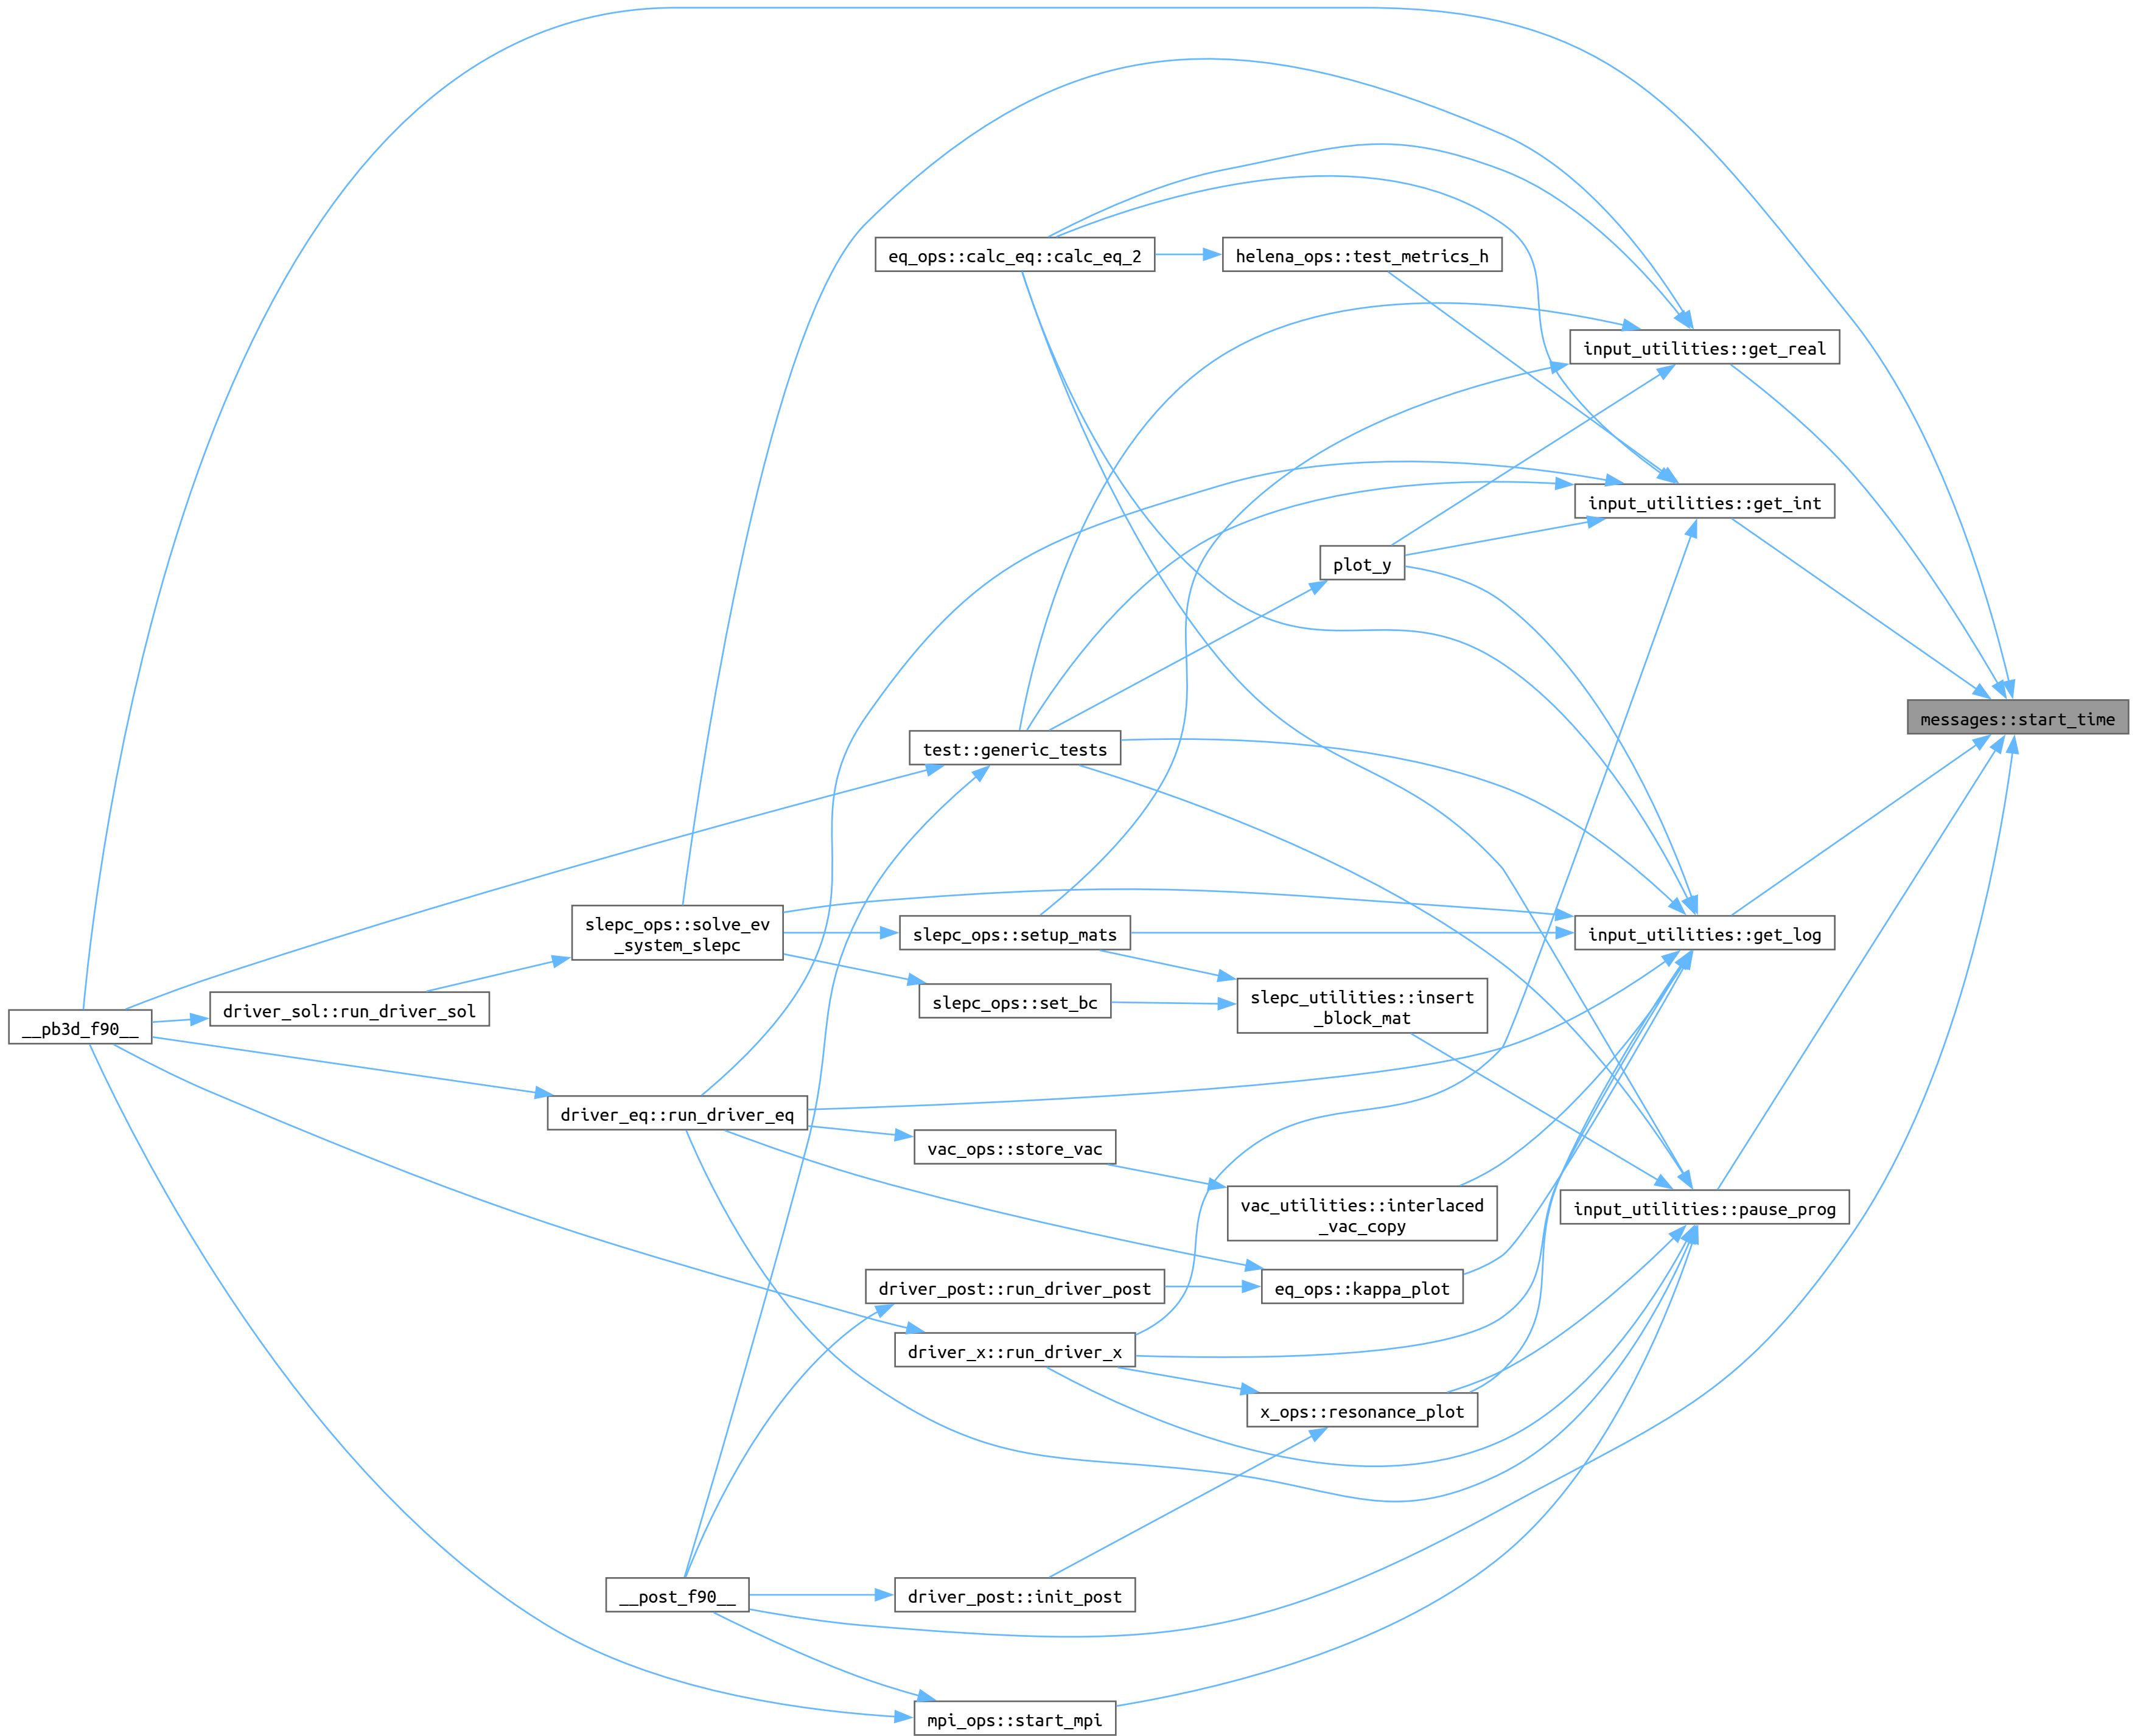 eq_ops::calc_eq::calc_eq_2
helena_ops::test_metrics_h
input_utilities::get_real
input_utilities::get_int
plot_y
messages::start_time
test::generic_tests
slepc_ops::solve_ev
_system_slepc
slepc_ops::setup_mats
input_utilities::get_log
slepc_ops::set_bc
slepc_utilities::insert
_block_mat
driver_sol::run_driver_sol
__pb3d_f90__
driver_eq::run_driver_eq
vac_ops::store_vac
vac_utilities::interlaced
_vac_copy
input_utilities::pause_prog
driver_post::run_driver_post
eq_ops::kappa_plot
driver_x::run_driver_x
x_ops::resonance_plot
__post_f90__
driver_post::init_post
mpi_ops::start_mpi